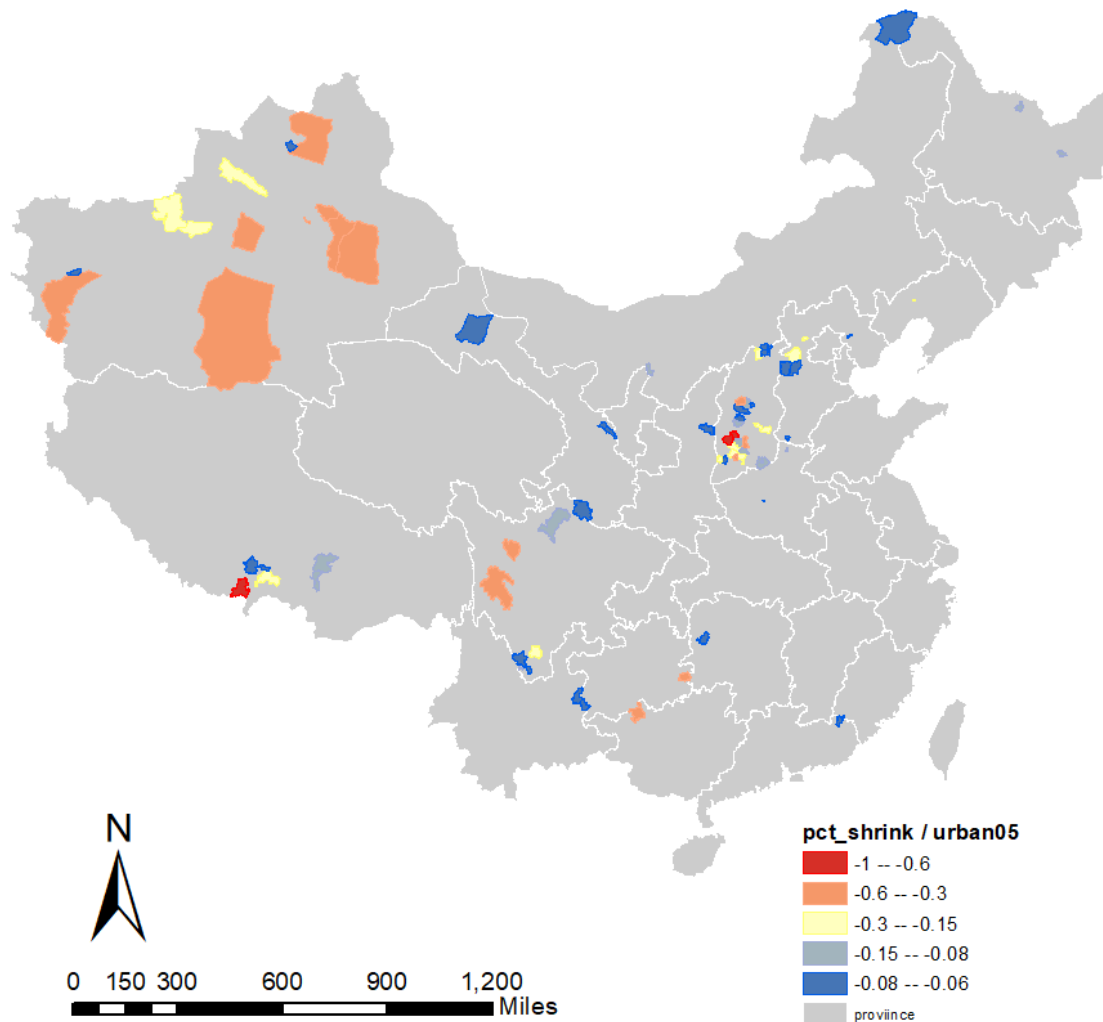 N
0 150 300 600 900 1,200
Miles
pct_shrink / urban05
-1 -- -0.6
-0.6 -- -0.3
-0.3 -- -0.15
-0.15 -- -0.08
-0.08 -- -0.06
proviince